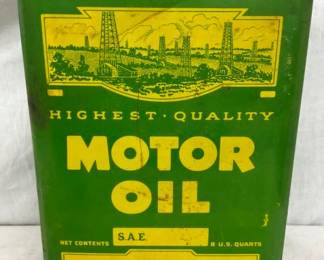 HIGHEST · QUALITY
MOTOR
OIL
S.A.E.
NET CONTENTS 8 U.S. QUARTS